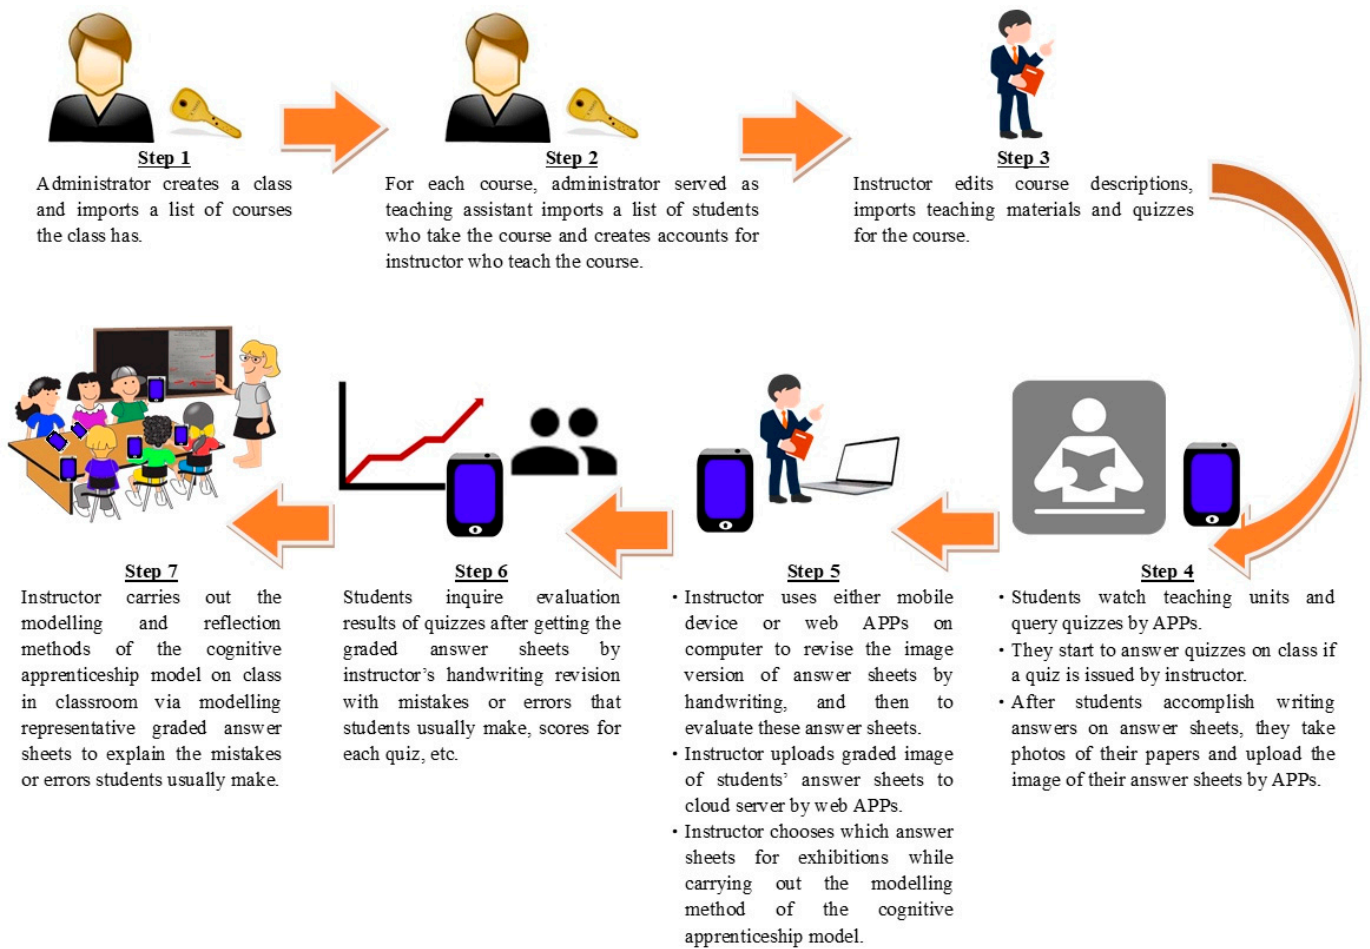 Step 1
Administrator creates a class
and imports a list of courses
the class has.
Step 2
For each course, administrator served as
teaching assistant imports a list of students
who take the course and creates accounts for
instructor who teach the course.
Step 3
Instructor edits course descriptions,
imports teaching materials and quizzes
for the course.
Step 4
• Students watch teaching units and
query quizzes by APPs.
• They start to answer quizzes on class if
a quiz is issued by instructor.
• After students accomplish writing
answers on answer sheets, they take
photos of their papers and upload the
image of their answer sheets by APPs.
Step 5
• Instructor uses either mobile
device or web APPs on
computer to revise the image
version of answer sheets by
handwriting, and then to
evaluate these answer sheets.
• Instructor uploads graded image
of students’ answer sheets to
cloud server by web APPs.
• Instructor chooses which answer
sheets for exhibitions while
carrying out the modelling
method of the cognitive
apprenticeship model.
Step 6
Students inquire evaluation
results of quizzes after getting the
graded answer sheets by
instructor’s handwriting revision
with mistakes or errors that
students usually make, scores for
each quiz, etc.
Step 7
Instructor carries out the
modelling and reflection
methods of the cognitive
apprenticeship model on class
in classroom via modelling
representative graded answer
sheets to explain the mistakes
or errors students usually make.